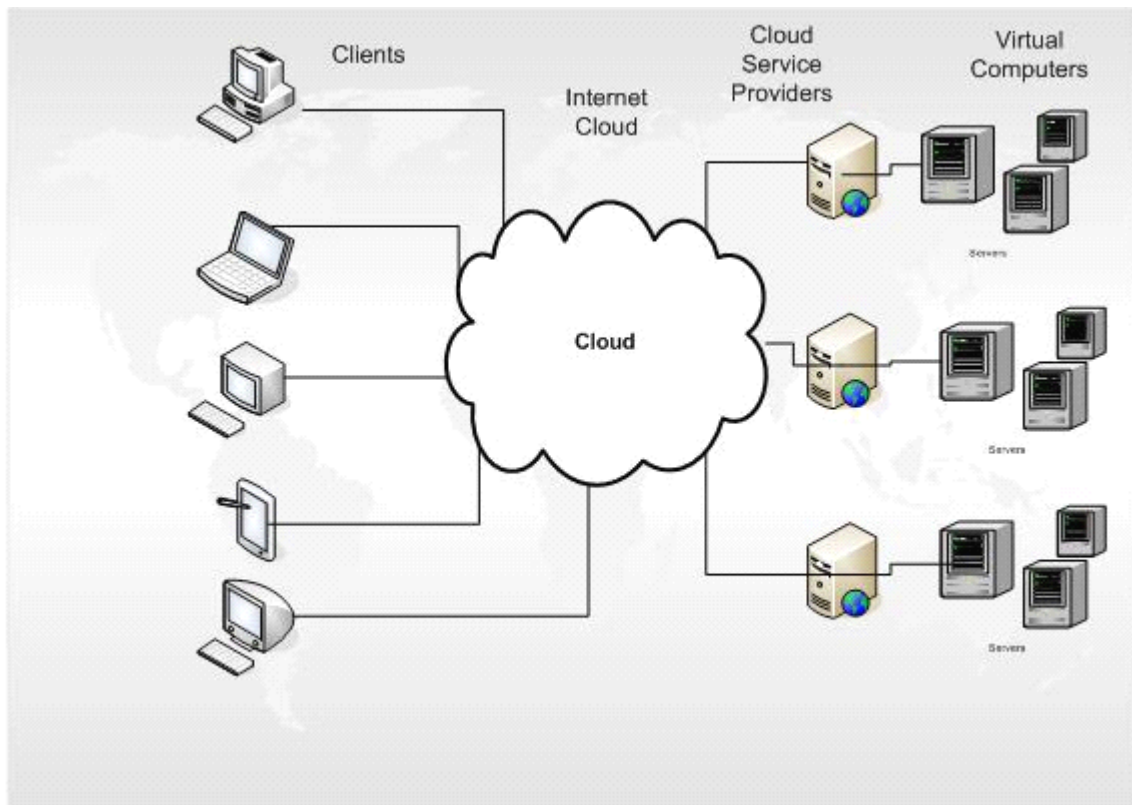 Clients
Internet
Cloud
Cloud
Service
Providers
Virtual
Computers
Cloud
Servers
Servers
Servers